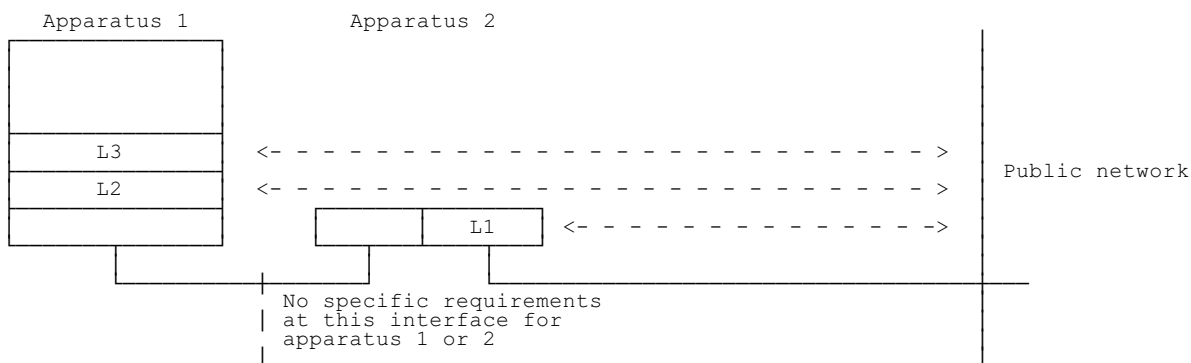 Apparatus 1
Apparatus 2
L3
L2
L1
Public network
No specific requirements
at this interface for
apparatus 1 or 2